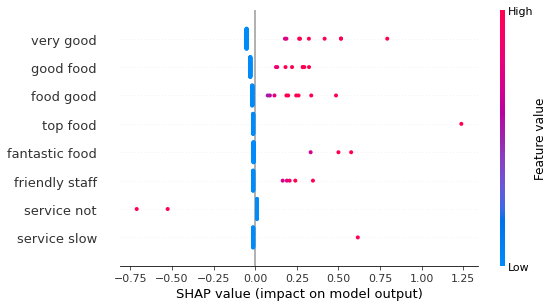 High
very good
good food
food good
top food
fantastic food
friendly staff
service not
service slow
Low
Feature value
−0.75 −0.50 −0.25 0.00 0.25 0.50 0.75 1.00 1.25
SHAP value (impact on model output)